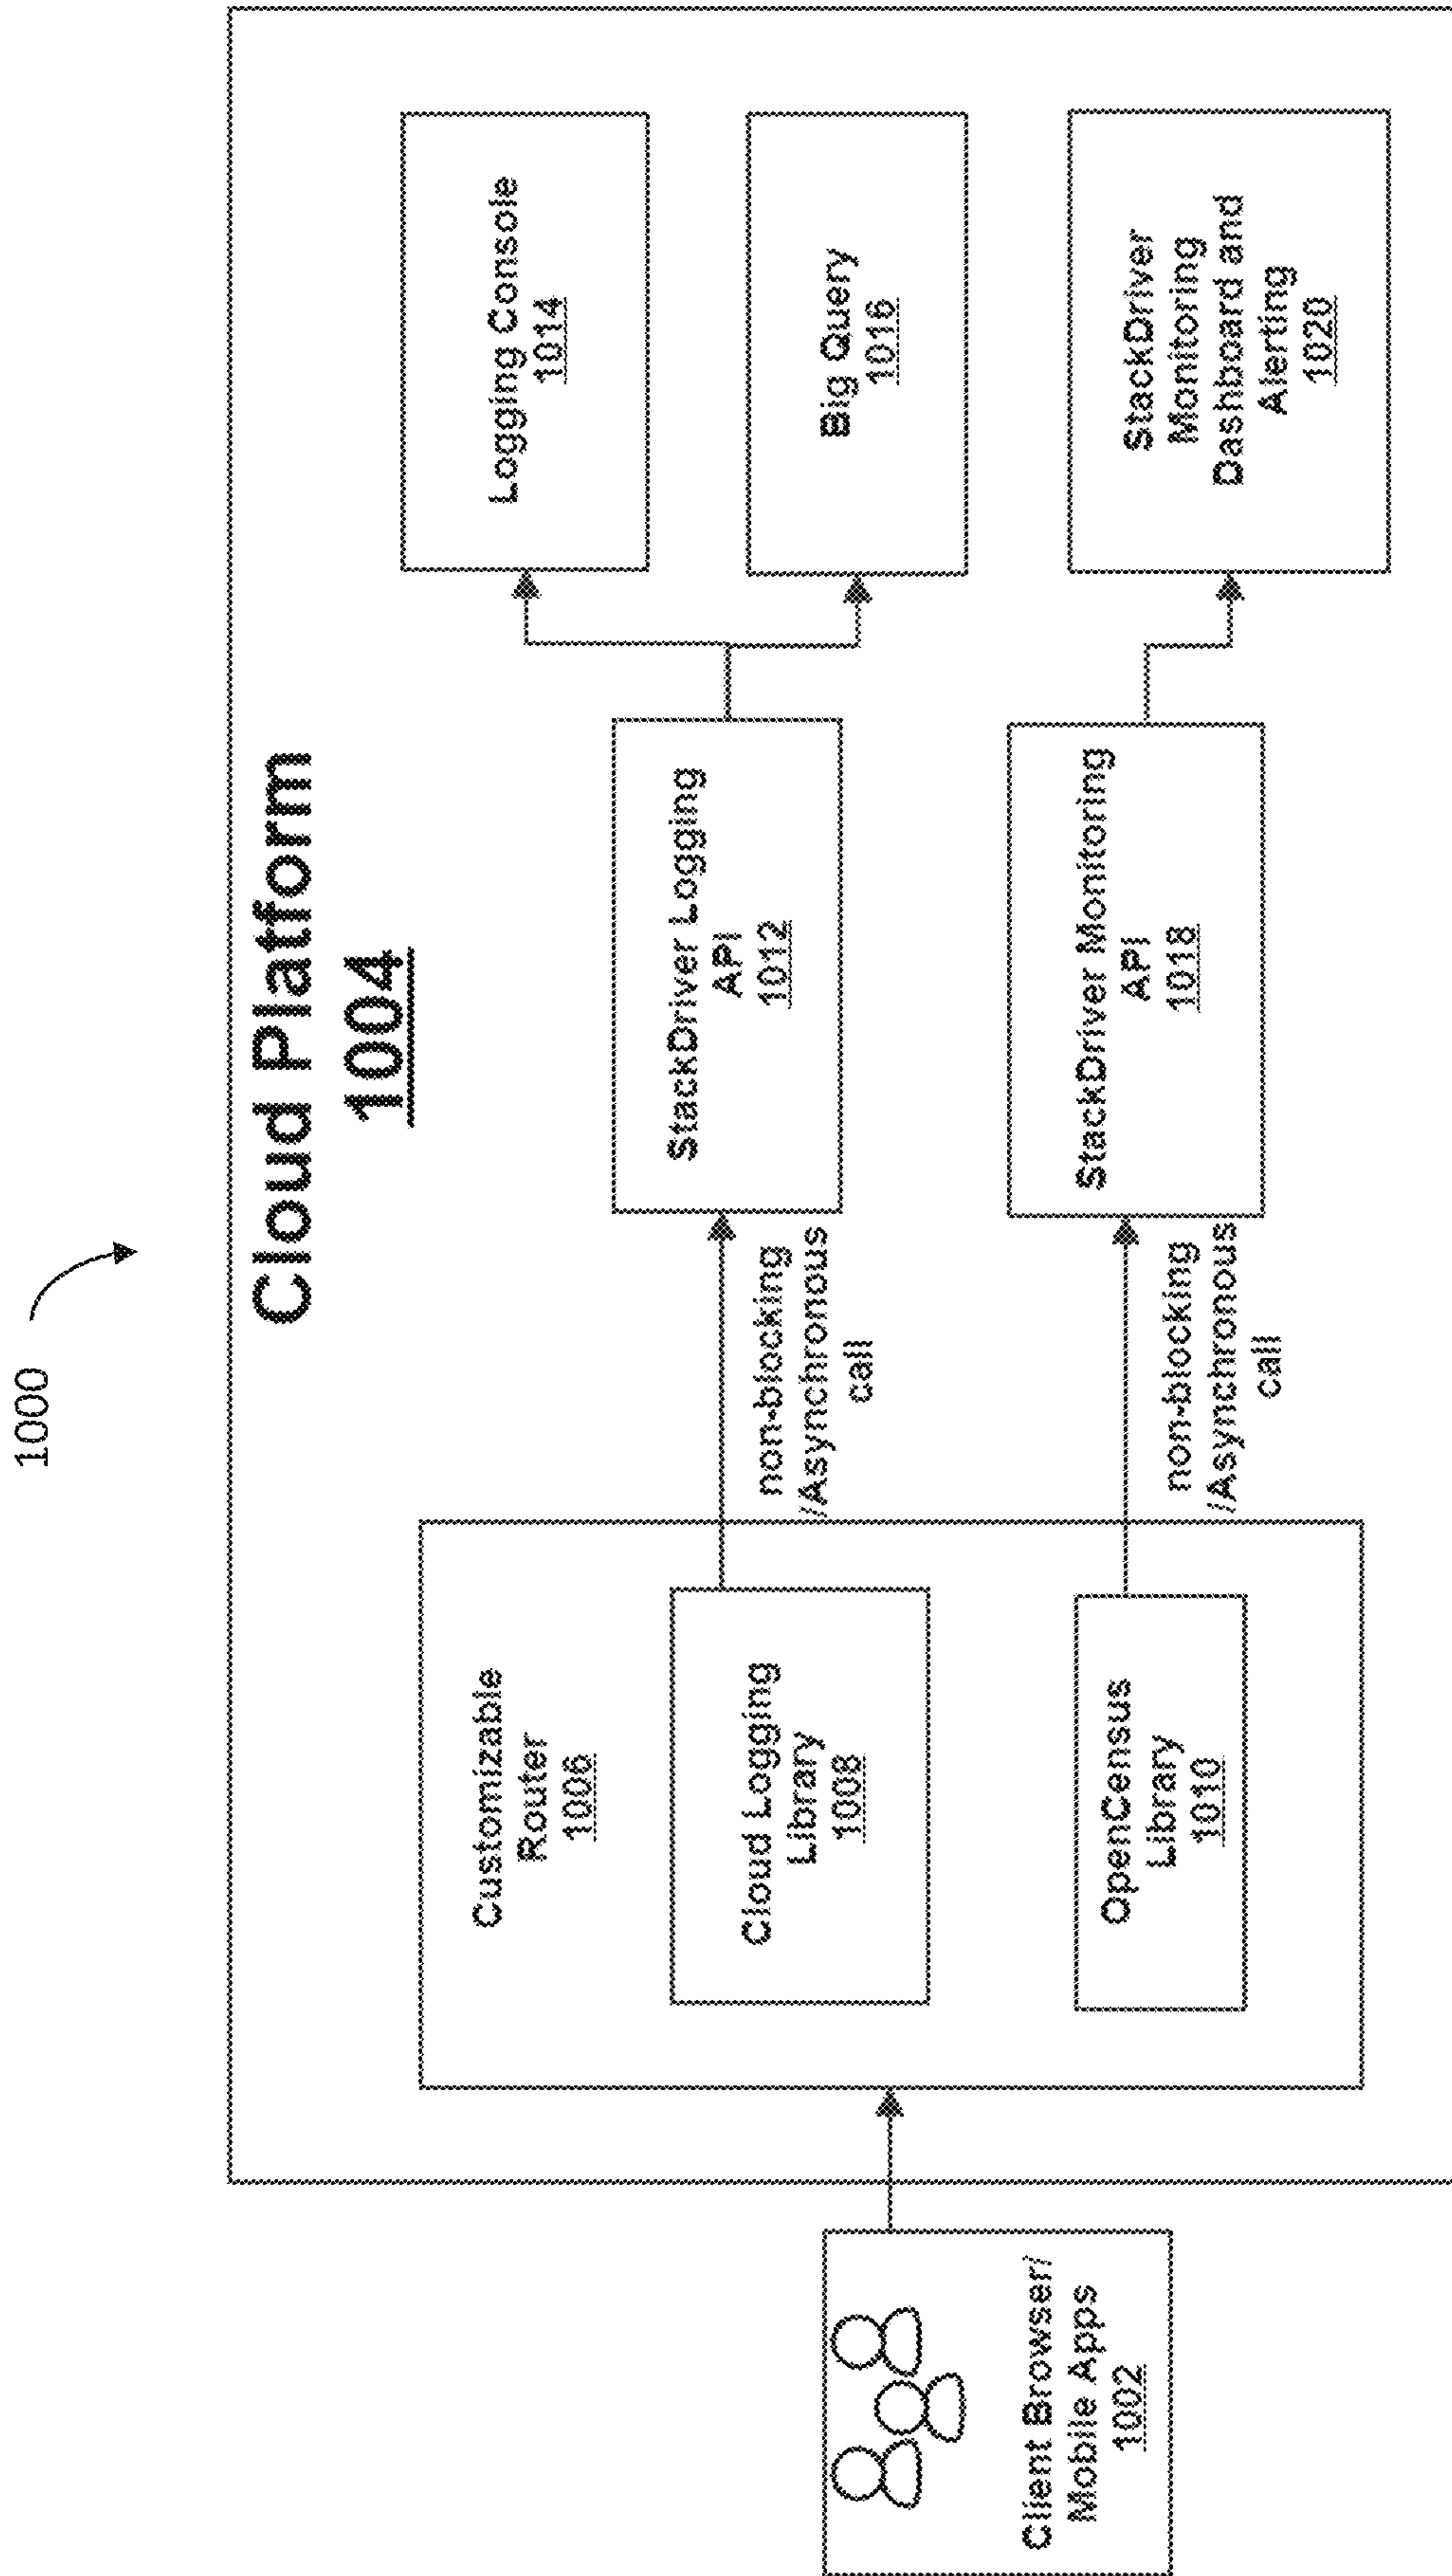 1000
Cloud Platform
1004
Client Browser/
Mobile Apps
1002
Customizable
Router
1006
Cloud Logging
Library
1008
OpenCensus
Library
1010
non-blocking
/Asynchronous
call
non-blocking
/Asynchronous
call
StackDriver Logging
API
1012
StackDriver Monitoring
API
1018
Logging Console
1014
Big Query
1016
StackDriver
Monitoring
Dashboard and
Alerting
1020